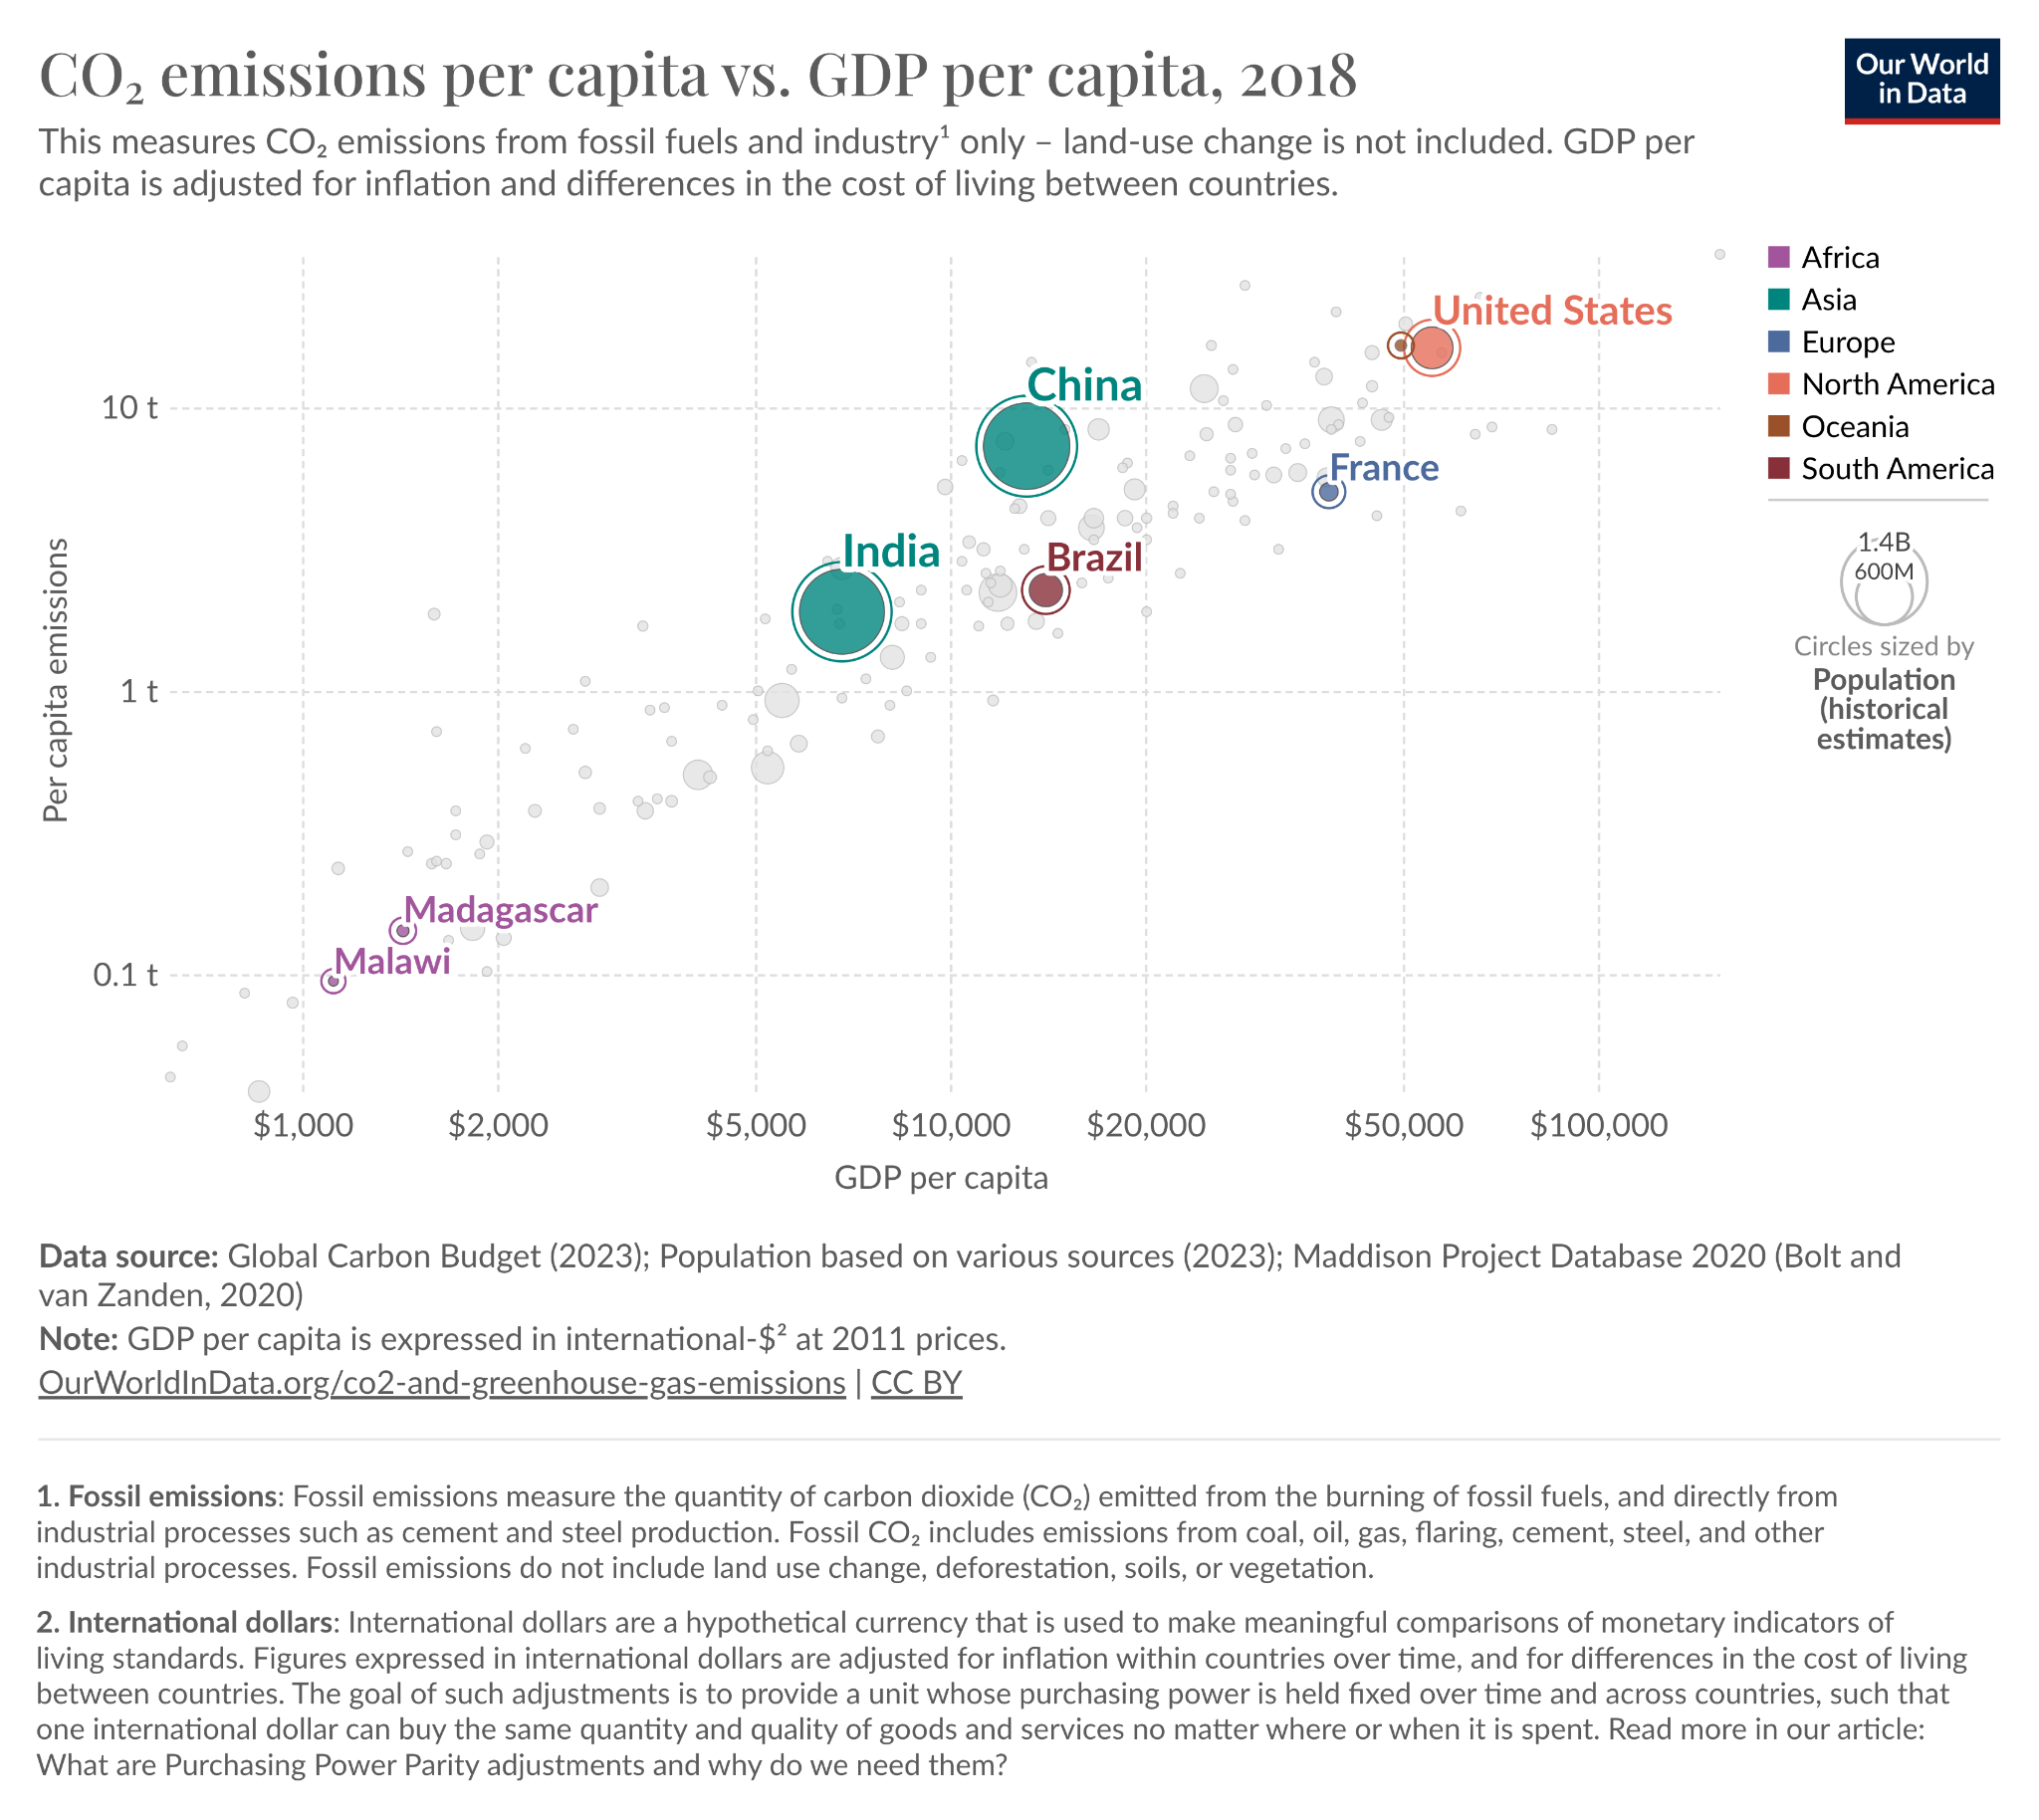 CO₂ emissions per capita vs. GDP per capita, 2018
Our World
in Data
This measures CO₂ emissions from fossil fuels and industry¹ only – land-use change is not included. GDP per
capita is adjusted for inflation and differences in the cost of living between countries.
Africa
Asia
Europe
North America
Oceania
South America
1.4B
600M
Circles sized by
Population
(historical
estimates)
Per capita emissions
10 t
1 t
0.1 t
United States
China
France
India
Brazil
Madagascar
Malawi
$1,000
$2,000
$5,000
$10,000
$20,000
$50,000
$100,000
GDP per capita
Data source: Global Carbon Budget (2023); Population based on various sources (2023); Maddison Project Database 2020 (Bolt and
van Zanden, 2020)
Note: GDP per capita is expressed in international-$² at 2011 prices.
OurWorldInData.org/co2-and-greenhouse-gas-emissions | CC BY
1. Fossil emissions: Fossil emissions measure the quantity of carbon dioxide (CO₂) emitted from the burning of fossil fuels, and directly from
industrial processes such as cement and steel production. Fossil CO₂ includes emissions from coal, oil, gas, flaring, cement, steel, and other
industrial processes. Fossil emissions do not include land use change, deforestation, soils, or vegetation.
2. International dollars: International dollars are a hypothetical currency that is used to make meaningful comparisons of monetary indicators of
living standards. Figures expressed in international dollars are adjusted for inflation within countries over time, and for differences in the cost of living
between countries. The goal of such adjustments is to provide a unit whose purchasing power is held fixed over time and across countries, such that
one international dollar can buy the same quantity and quality of goods and services no matter where or when it is spent. Read more in our article:
What are Purchasing Power Parity adjustments and why do we need them?